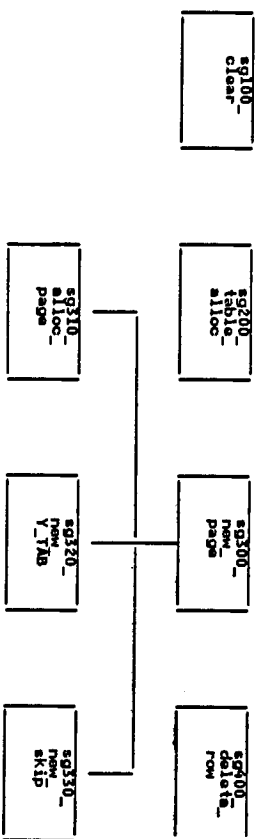 sg100_
clear
sg200_
table_
alloc
sg300_
new_
page
sg400_
delete_
row
sg310_
alloc_
page
sg320_
new_
Y_TAB
sg330_
new_
skip